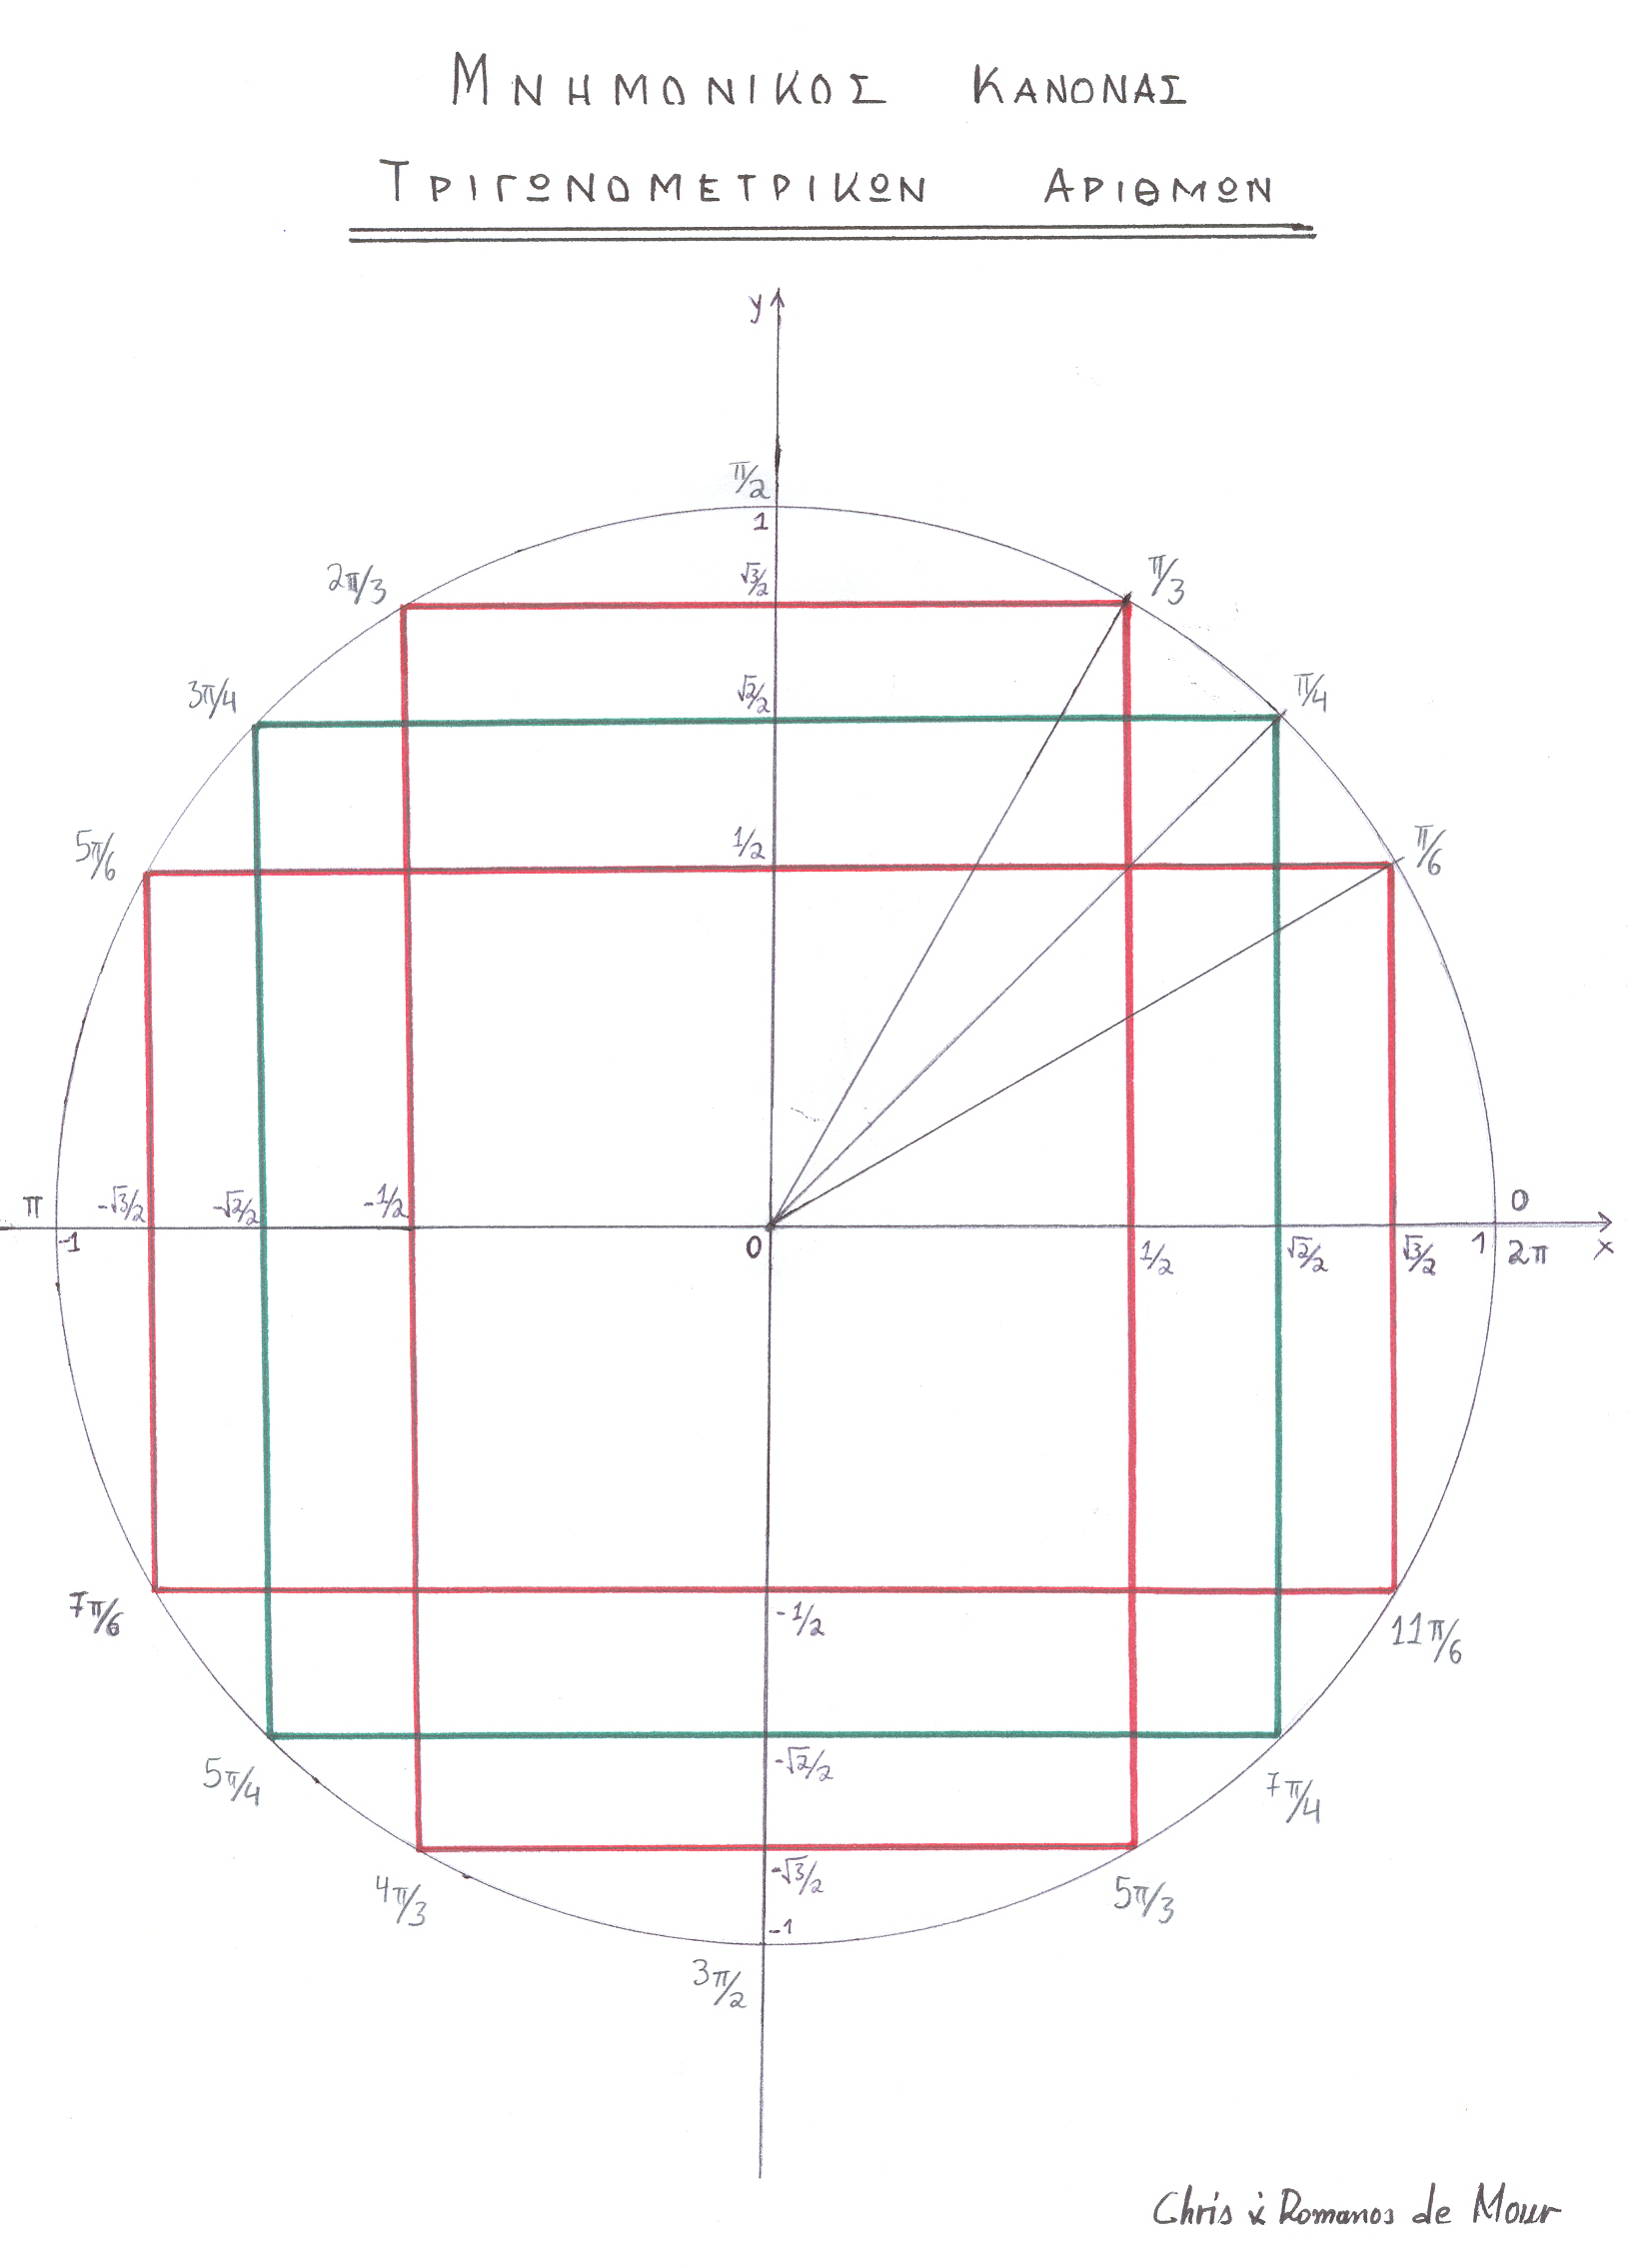 ΜΝΗΜΟΝΙΚΟΣ ΚΑΝΟΝΑΣ
ΤΡΙΓΩΝΟΜΕΤΡΙΚΩΝ ΑΡΙΘΜΩΝ
y
π/2
1
2π/3
√3/2
π/3
3π/4
√2/2
π/4
5π/6
1/2
π/6
π
-√3/2
-√2/2
-1/2
0
-1
0
1/2
√2/2
√3/2
1
2π
x
7π/6
-1/2
11π/6
5π/4
-√2/2
7π/4
4π/3
-√3/2
5π/3
-1
3π/2
Chris & Romanos de Mour